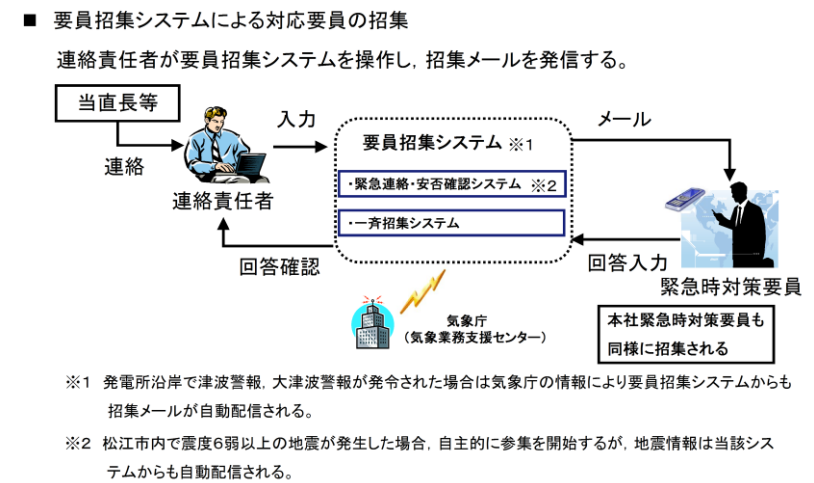 ■ 要員招集システムによる対応要員の招集
連絡責任者が要員招集システムを操作し，招集メールを発信する。
当直長等
連絡
連絡責任者
入力
要員招集システム ※1
・緊急連絡・安否確認システム ※2
・一斉招集システム
メール
回答入力
緊急時対策要員
回答確認
気象庁
（気象業務支援センター）
本社緊急時対策要員も
同様に招集される
※１ 発電所沿岸で津波警報，大津波警報が発令された場合は気象庁の情報により要員招集システムからも
招集メールが自動配信される。
※２ 松江市内で震度６弱以上の地震が発生した場合，自主的に参集を開始するが，地震情報は当該シス
テムからも自動配信される。